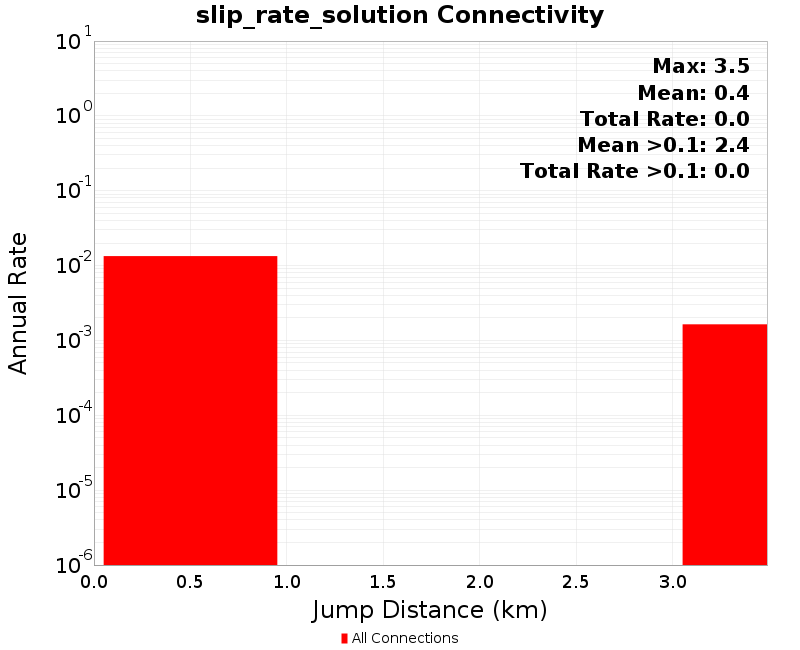 slip_rate_solution Connectivity
Max: 3.5
Mean: 0.4
Total Rate: 0.0
Mean >0.1: 2.4
Total Rate >0.1: 0.0
Annual Rate
10^1
10^0
10^-1
10^-2
10^-3
10^-4
10^-5
10^-6
0.0 0.5 1.0 1.5 2.0 2.5 3.0
Jump Distance (km)
All Connections